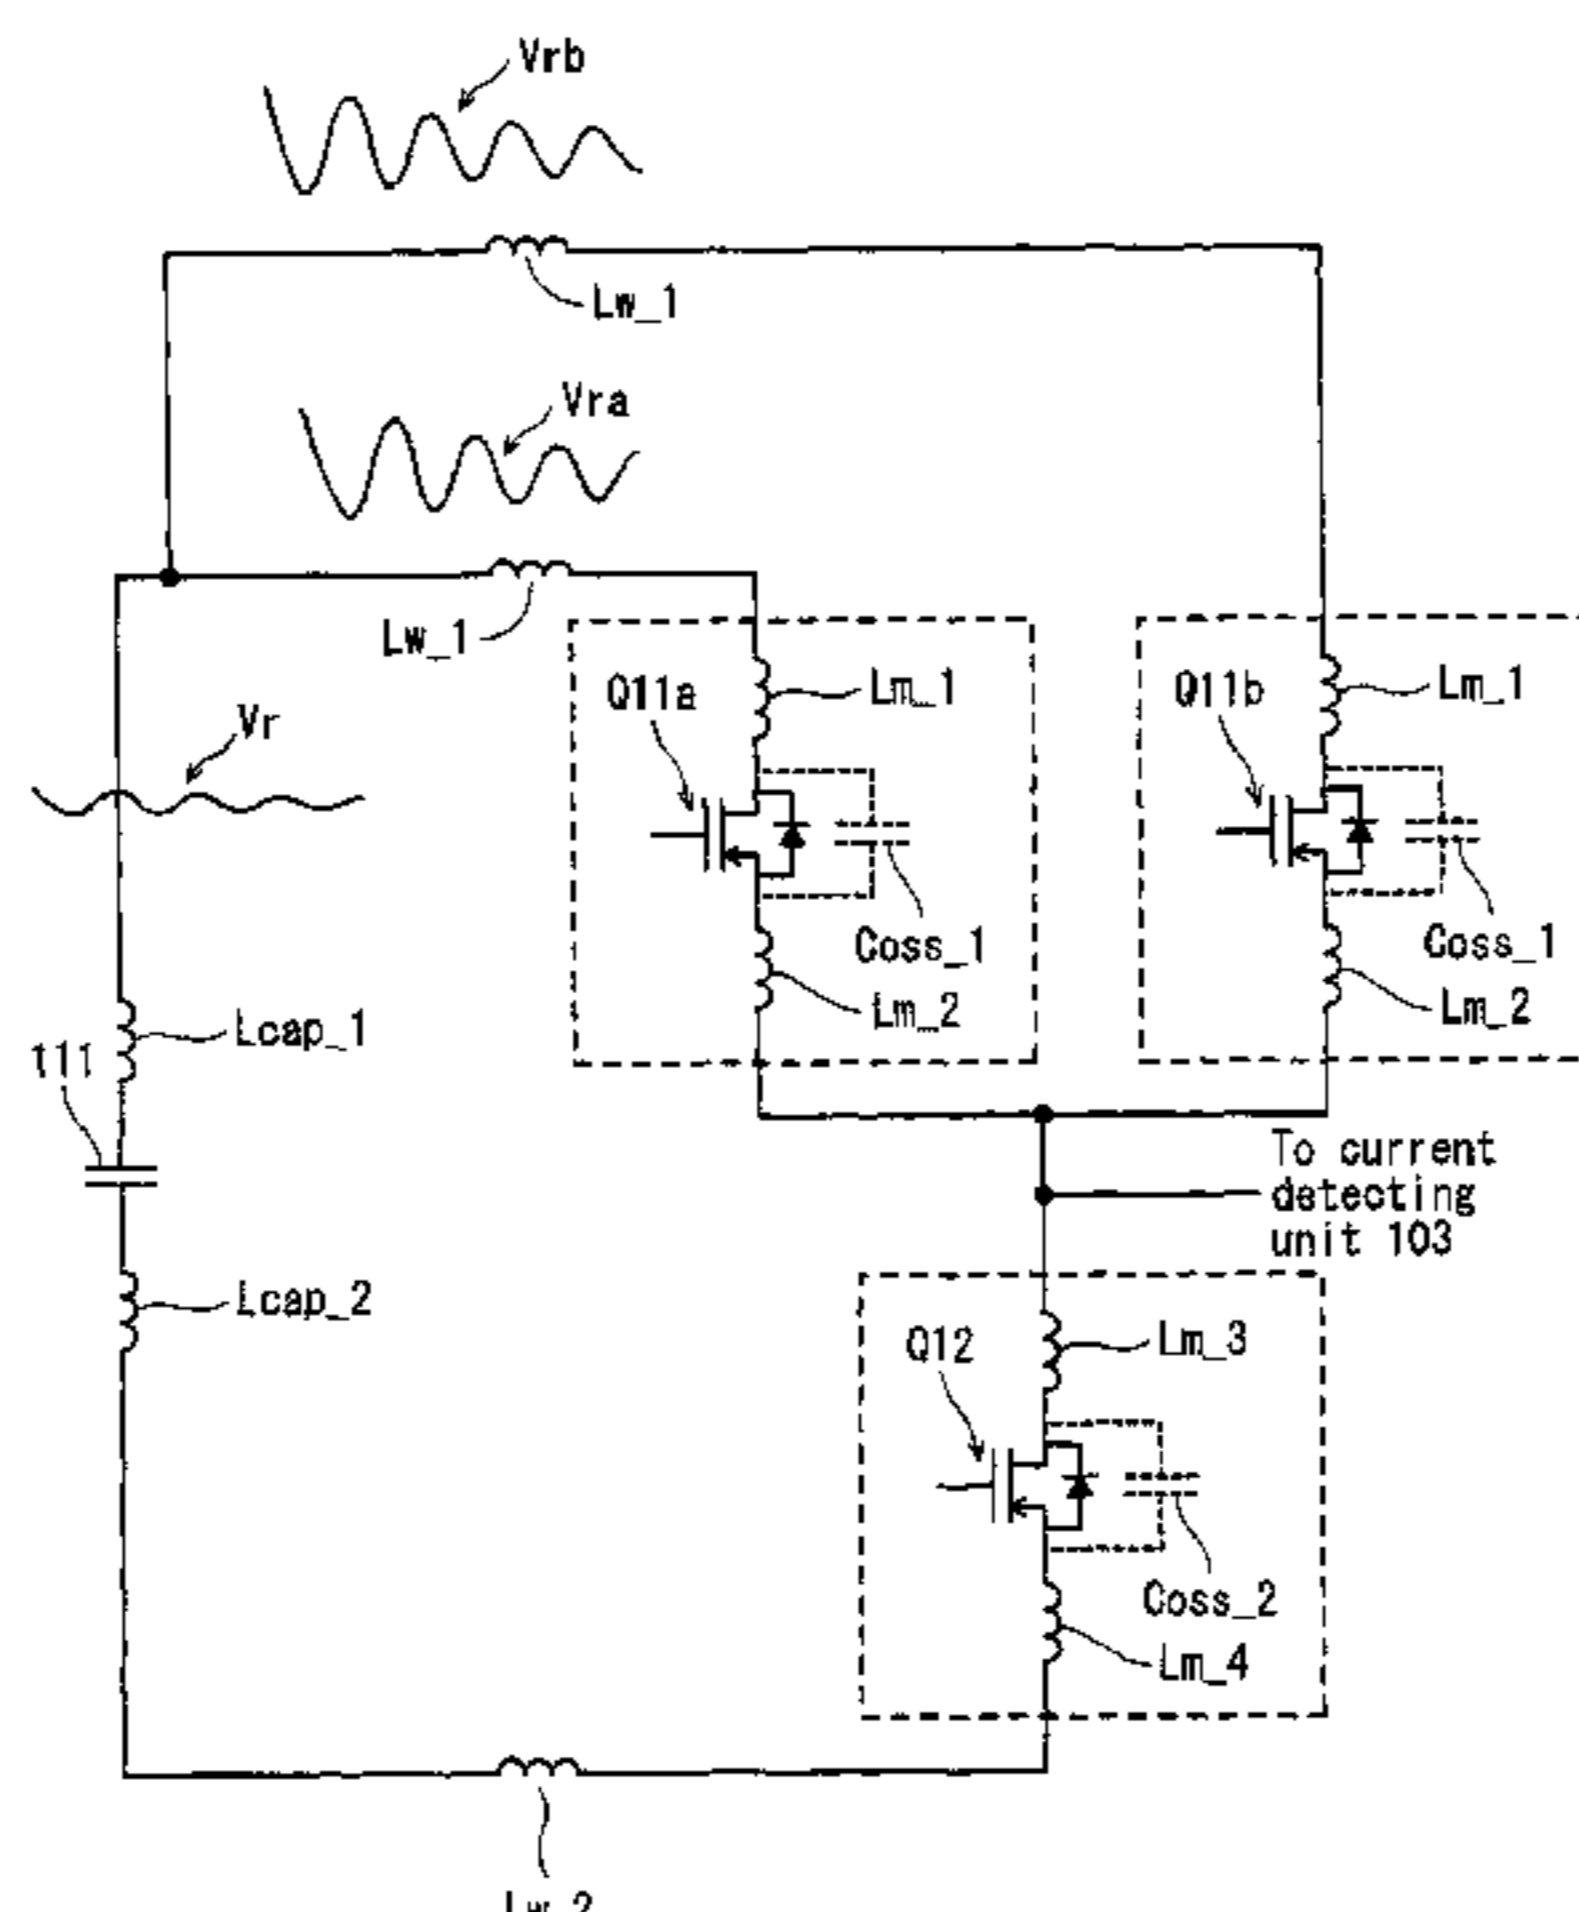 Vrb
Lw_1
Vra
Lw_1
Vr
Q11a
Lm_1
Q11b
Lm_1
Coss_1
Coss_1
Lm_2
Lm_2
Lcap_1
111
To current
detecting
unit 103
Lcap_2
Q12
Lm_3
Coss_2
Lm_4
Lw_2